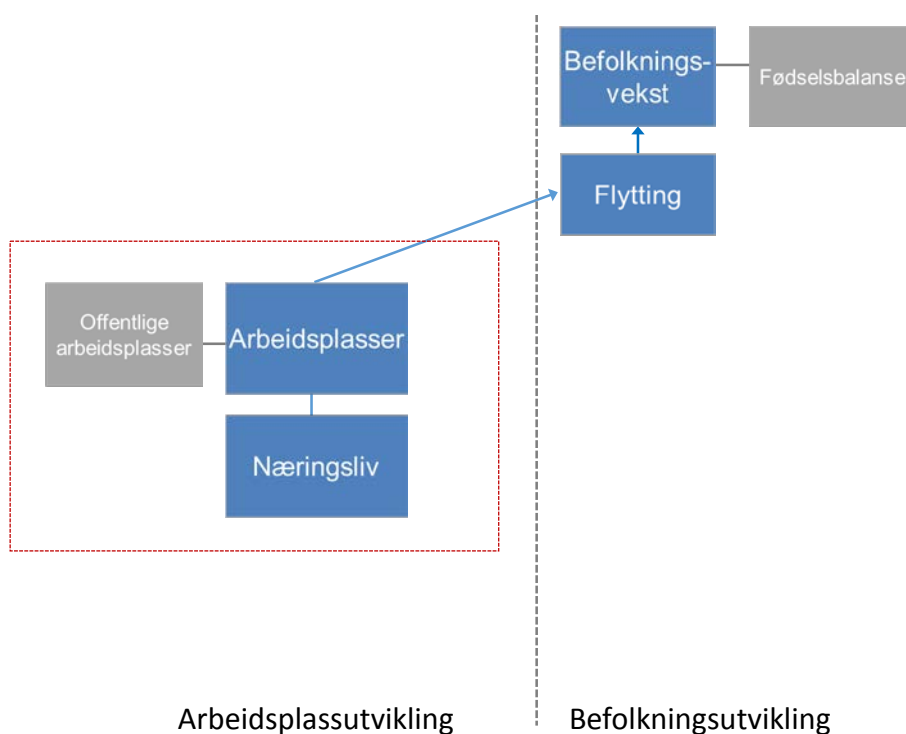 Befolknings-
vekst
Fødselsbalanse
Flytting
Offentlige
arbeidsplasser
Arbeidsplasser
Næringsliv
Arbeidsplassutvikling
Befolkningsutvikling